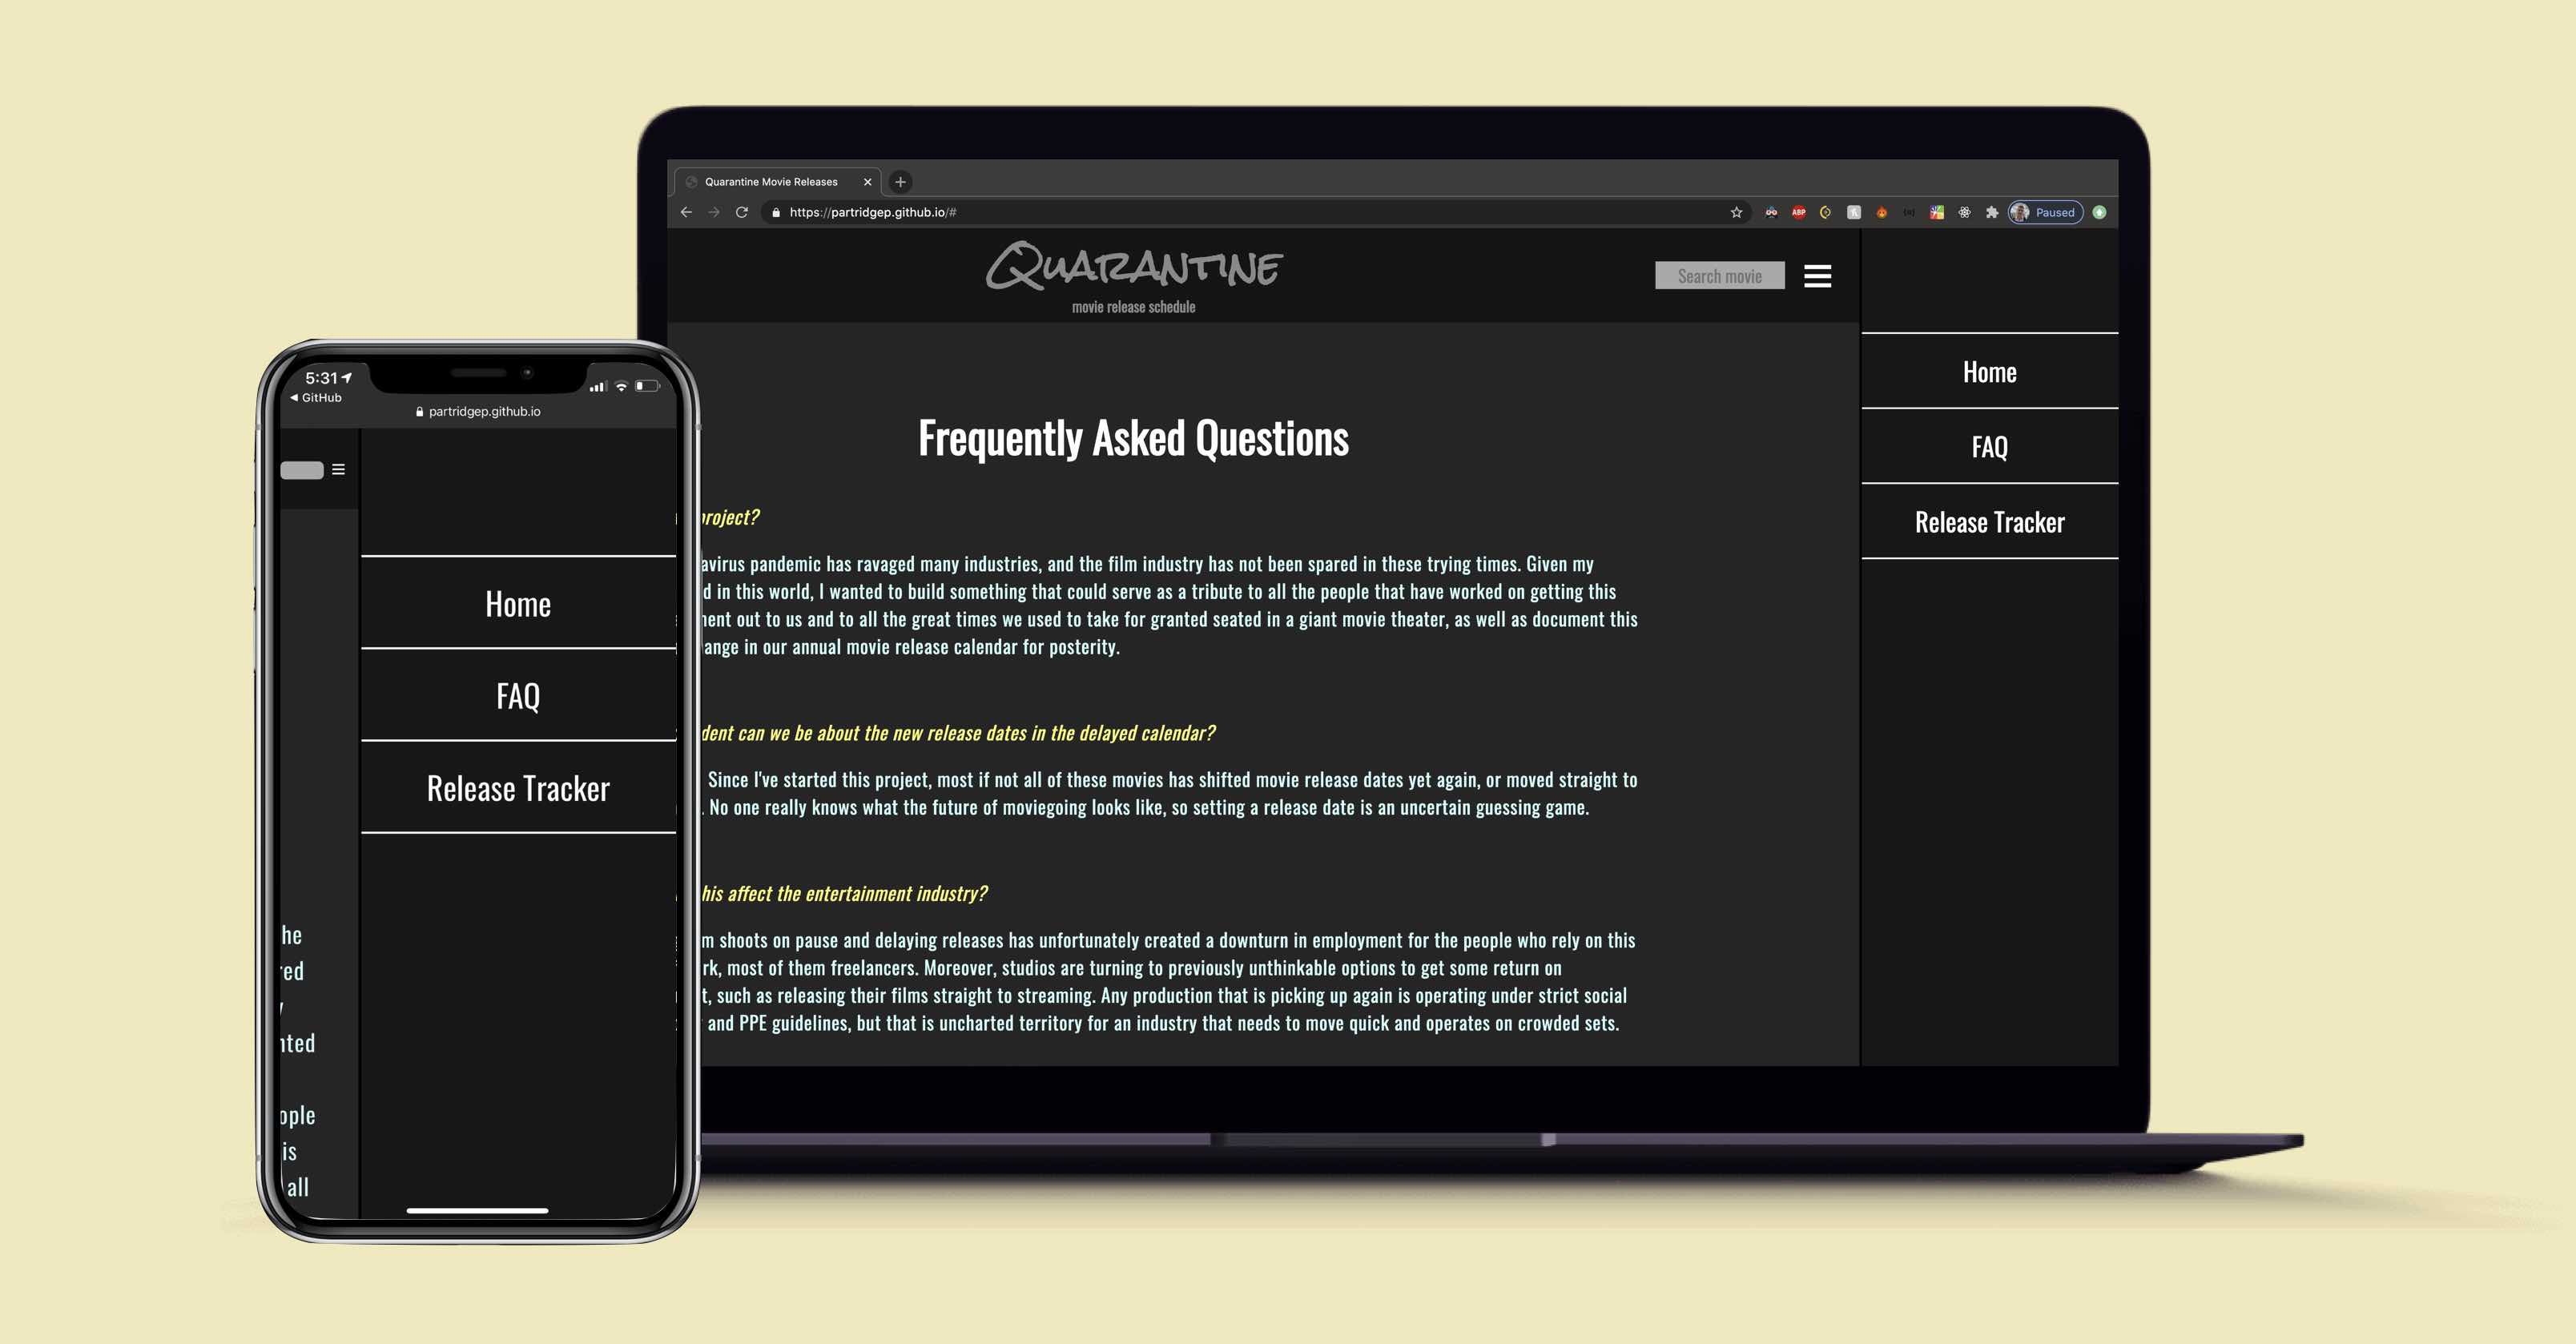 Quarantine Movie Releases
https://partridgep.github.io/#
ABP
Paused
QUARANTINE
movie release schedule
Search movie
Home
FAQ
Release Tracker
Frequently Asked Questions
project?
avirus pandemic has ravaged many industries, and the film industry has not been spared in these trying times. Given my
d in this world, I wanted to build something that could serve as a tribute to all the people that have worked on getting this
ment out to us and to all the great times we used to take for granted seated in a giant movie theater, as well as document this
ange in our annual movie release calendar for posterity.
dent can we be about the new release dates in the delayed calendar?
Since I've started this project, most if not all of these movies has shifted movie release dates yet again, or moved straight to
. No one really knows what the future of moviegoing looks like, so setting a release date is an uncertain guessing game.
his affect the entertainment industry?
m shoots on pause and delaying releases has unfortunately created a downturn in employment for the people who rely on this
rk, most of them freelancers. Moreover, studios are turning to previously unthinkable options to get some return on
t, such as releasing their films straight to streaming. Any production that is picking up again is operating under strict social
and PPE guidelines, but that is uncharted territory for an industry that needs to move quick and operates on crowded sets.
5:31
GitHub
partridgep.github.io
Home
FAQ
Release Tracker
he
red
y
nted
ople
is
all